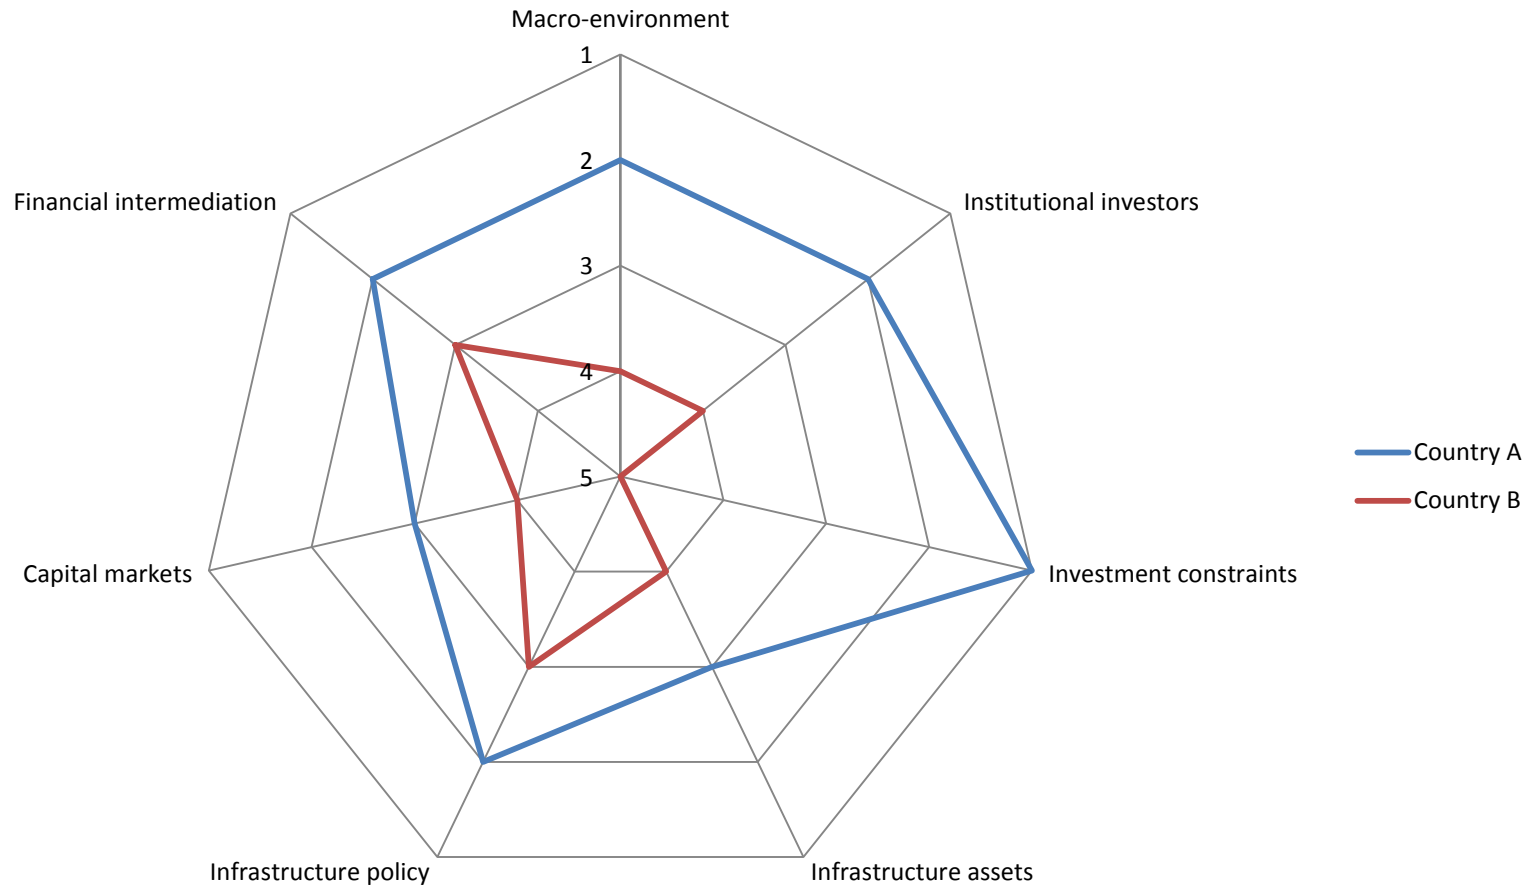 Macro-environment
1
2
Financial intermediation
Institutional investors
3
4
Country A
5
Country B
Capital markets
Investment constraints
Infrastructure policy
Infrastructure assets